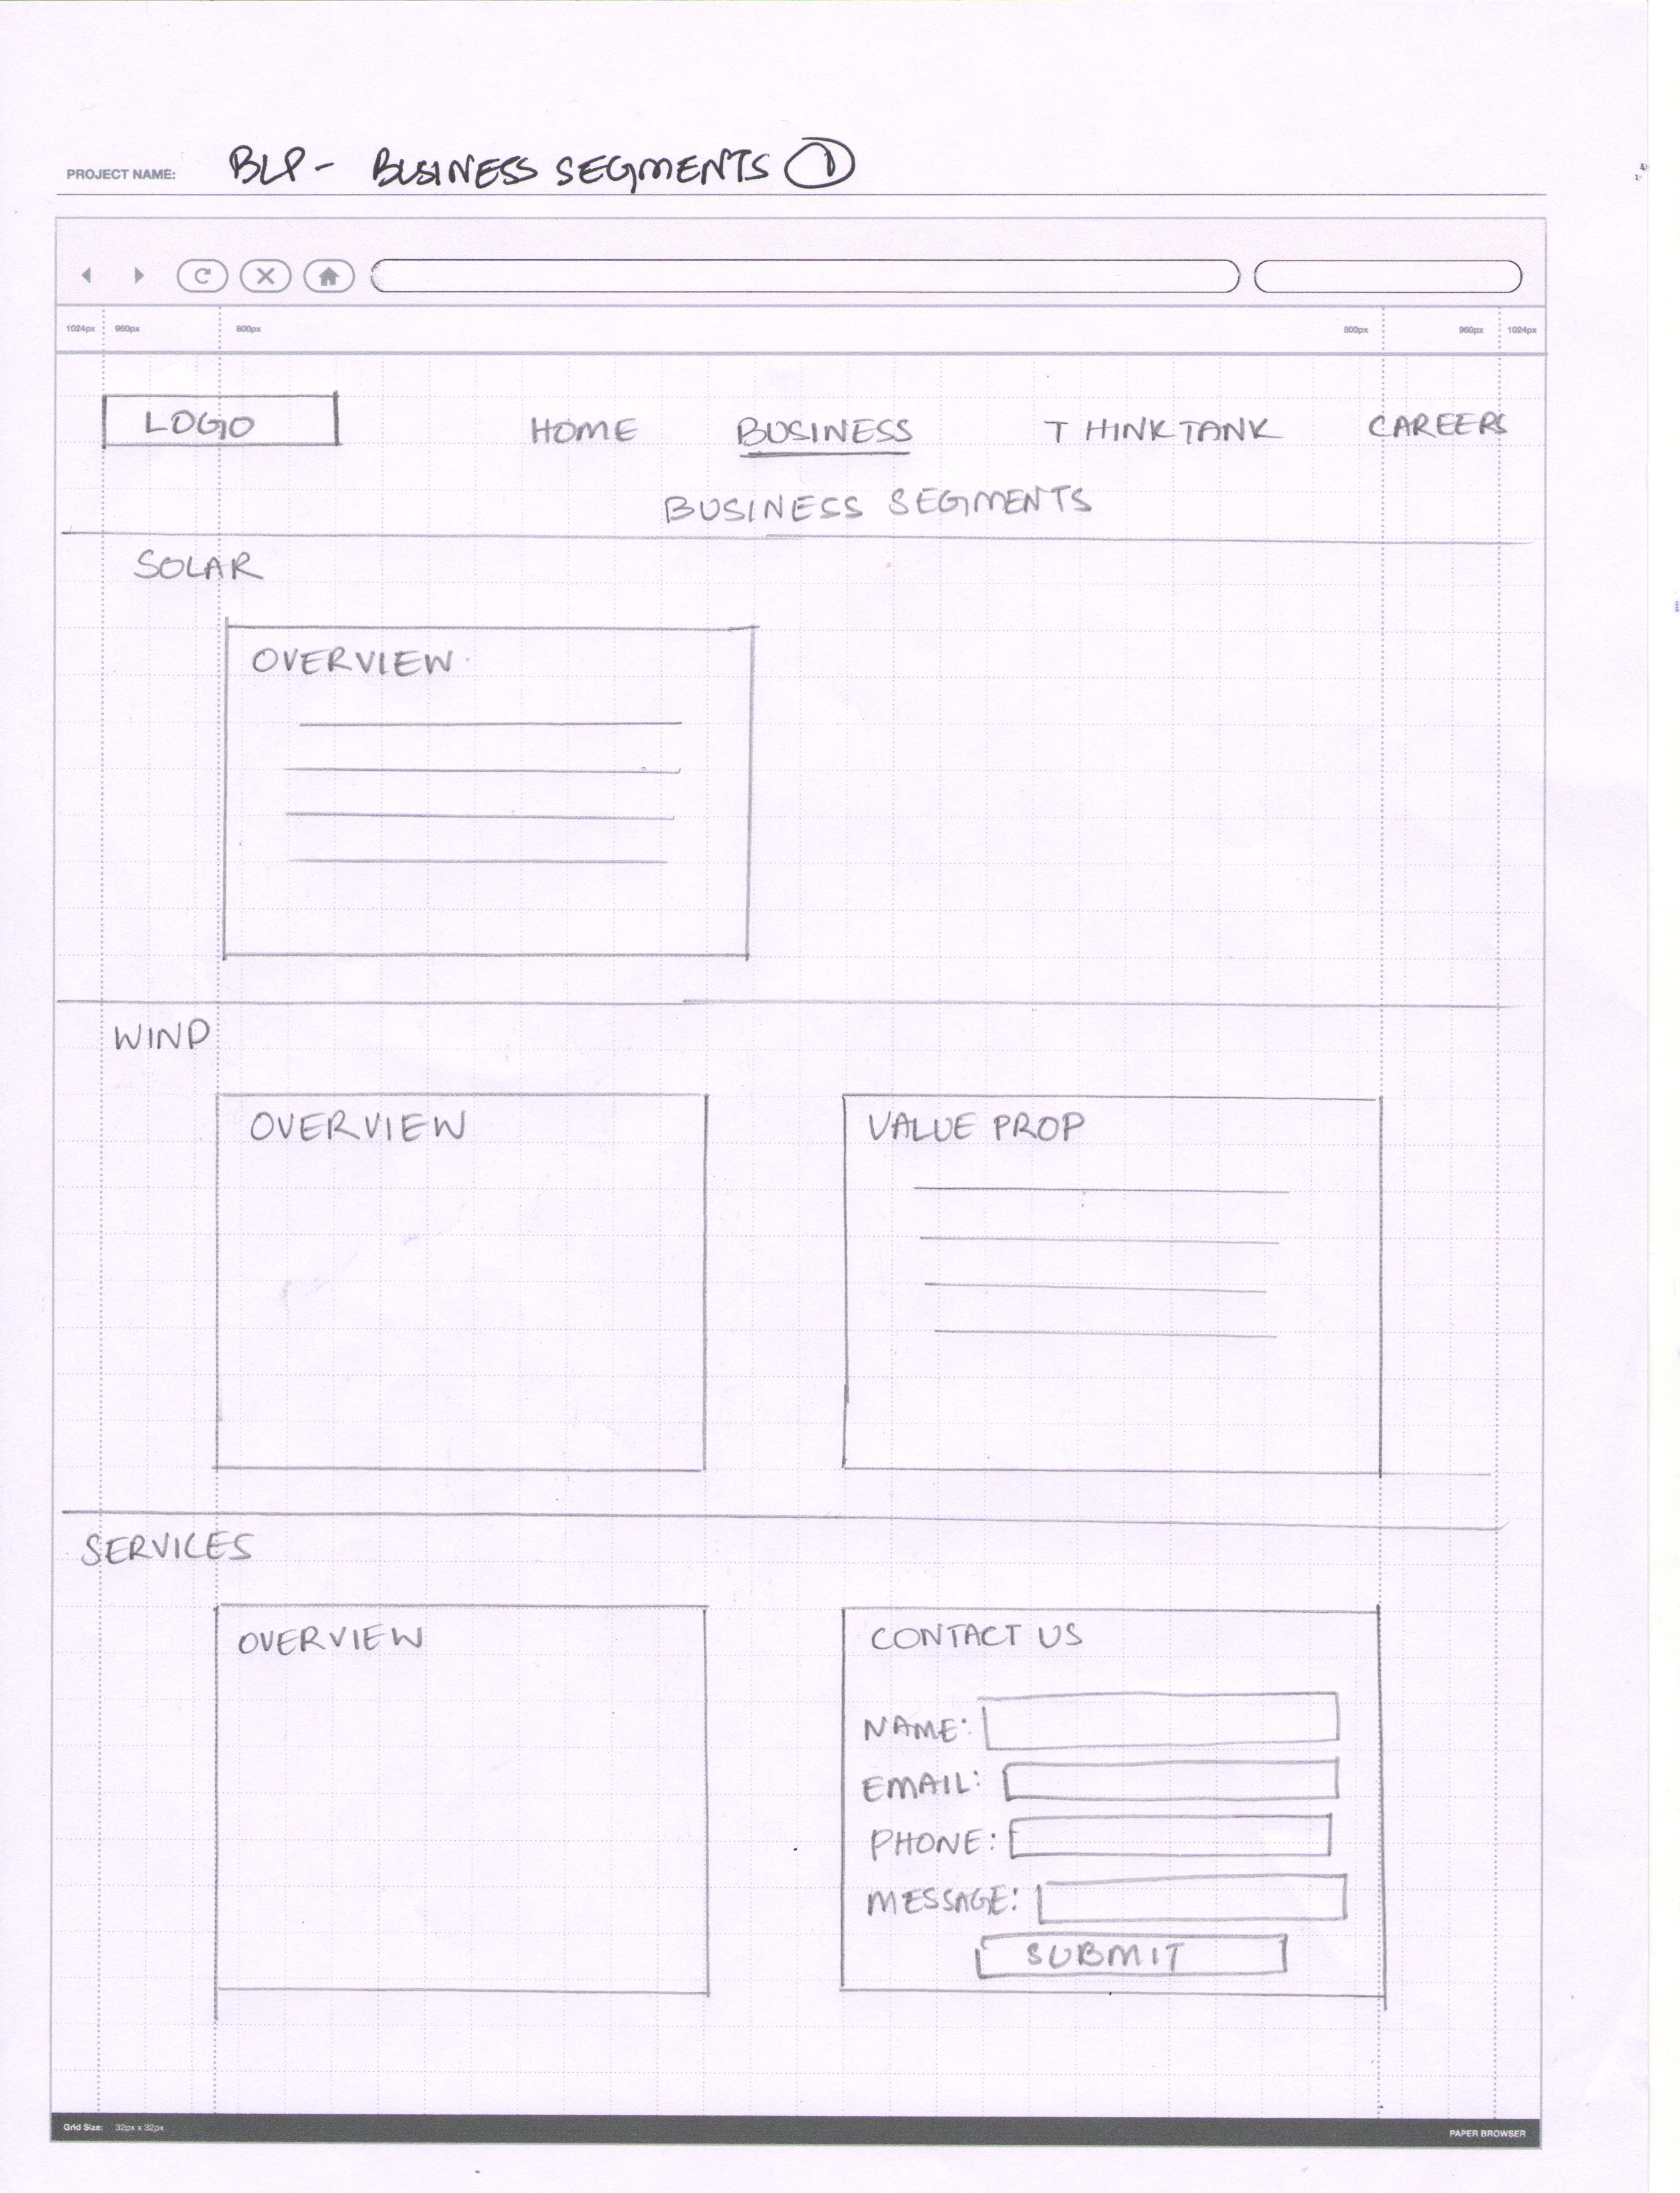 PROJECT NAME: BLP - BUSINESS SEGMENTS 1
1024px 960px 800px 800px 960px 1024px
LOGO HOME BUSINESS THINKTANK CAREERS
BUSINESS SEGMENTS
SOLAR
OVERVIEW
WIND
OVERVIEW VALUE PROP
SERVICES
OVERVIEW CONTACT US
NAME:
EMAIL:
PHONE:
MESSAGE:
SUBMIT
Grid Size: 32px x 32px PAPER BROWSER